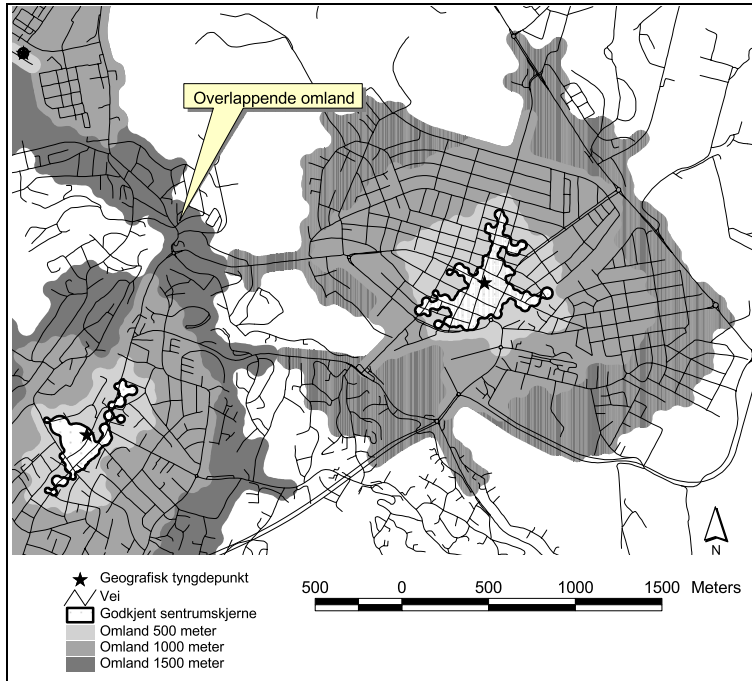 Overlappende omland
N
Geografisk tyngdepunkt
Vei
Godkjent sentrumskjerne
Omland 500 meter
Omland 1000 meter
Omland 1500 meter
500 0 500 1000 1500 Meters